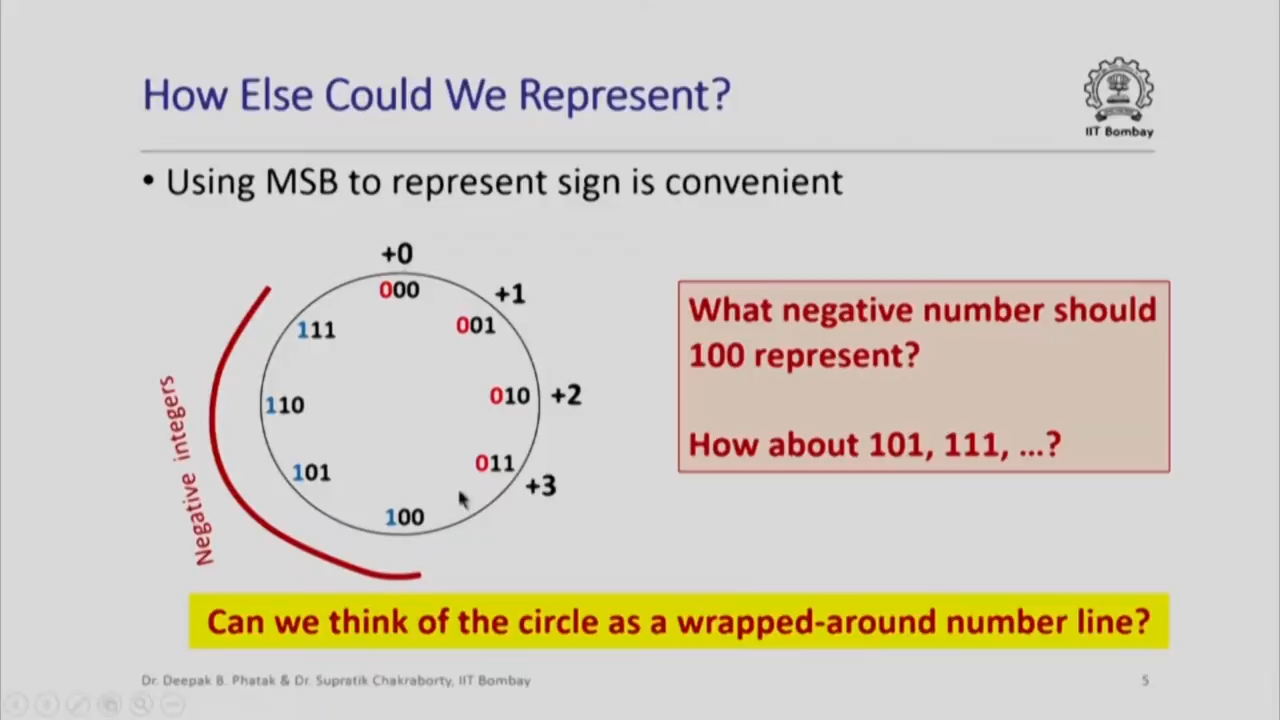 How Else Could We Represent?
IIT Bombay
• Using MSB to represent sign is convenient
+0
000
+1
001
111
010
+2
110
011
+3
101
100
Negative integers
What negative number should
100 represent?
How about 101, 111, ...?
Can we think of the circle as a wrapped-around number line?
Dr. Deepak B. Phatak & Dr. Supratik Chakraborty, IIT Bombay
5